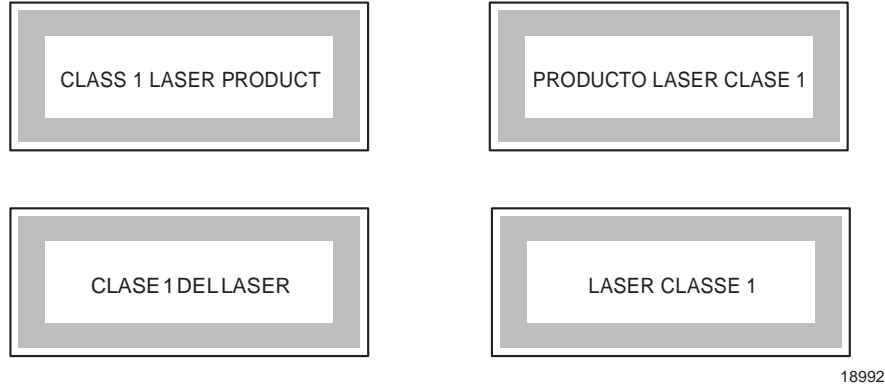 CLASS 1 LASER PRODUCT
PRODUCTO LASER CLASE 1
CLASE 1 DEL LASER
LASER CLASSE 1
18992